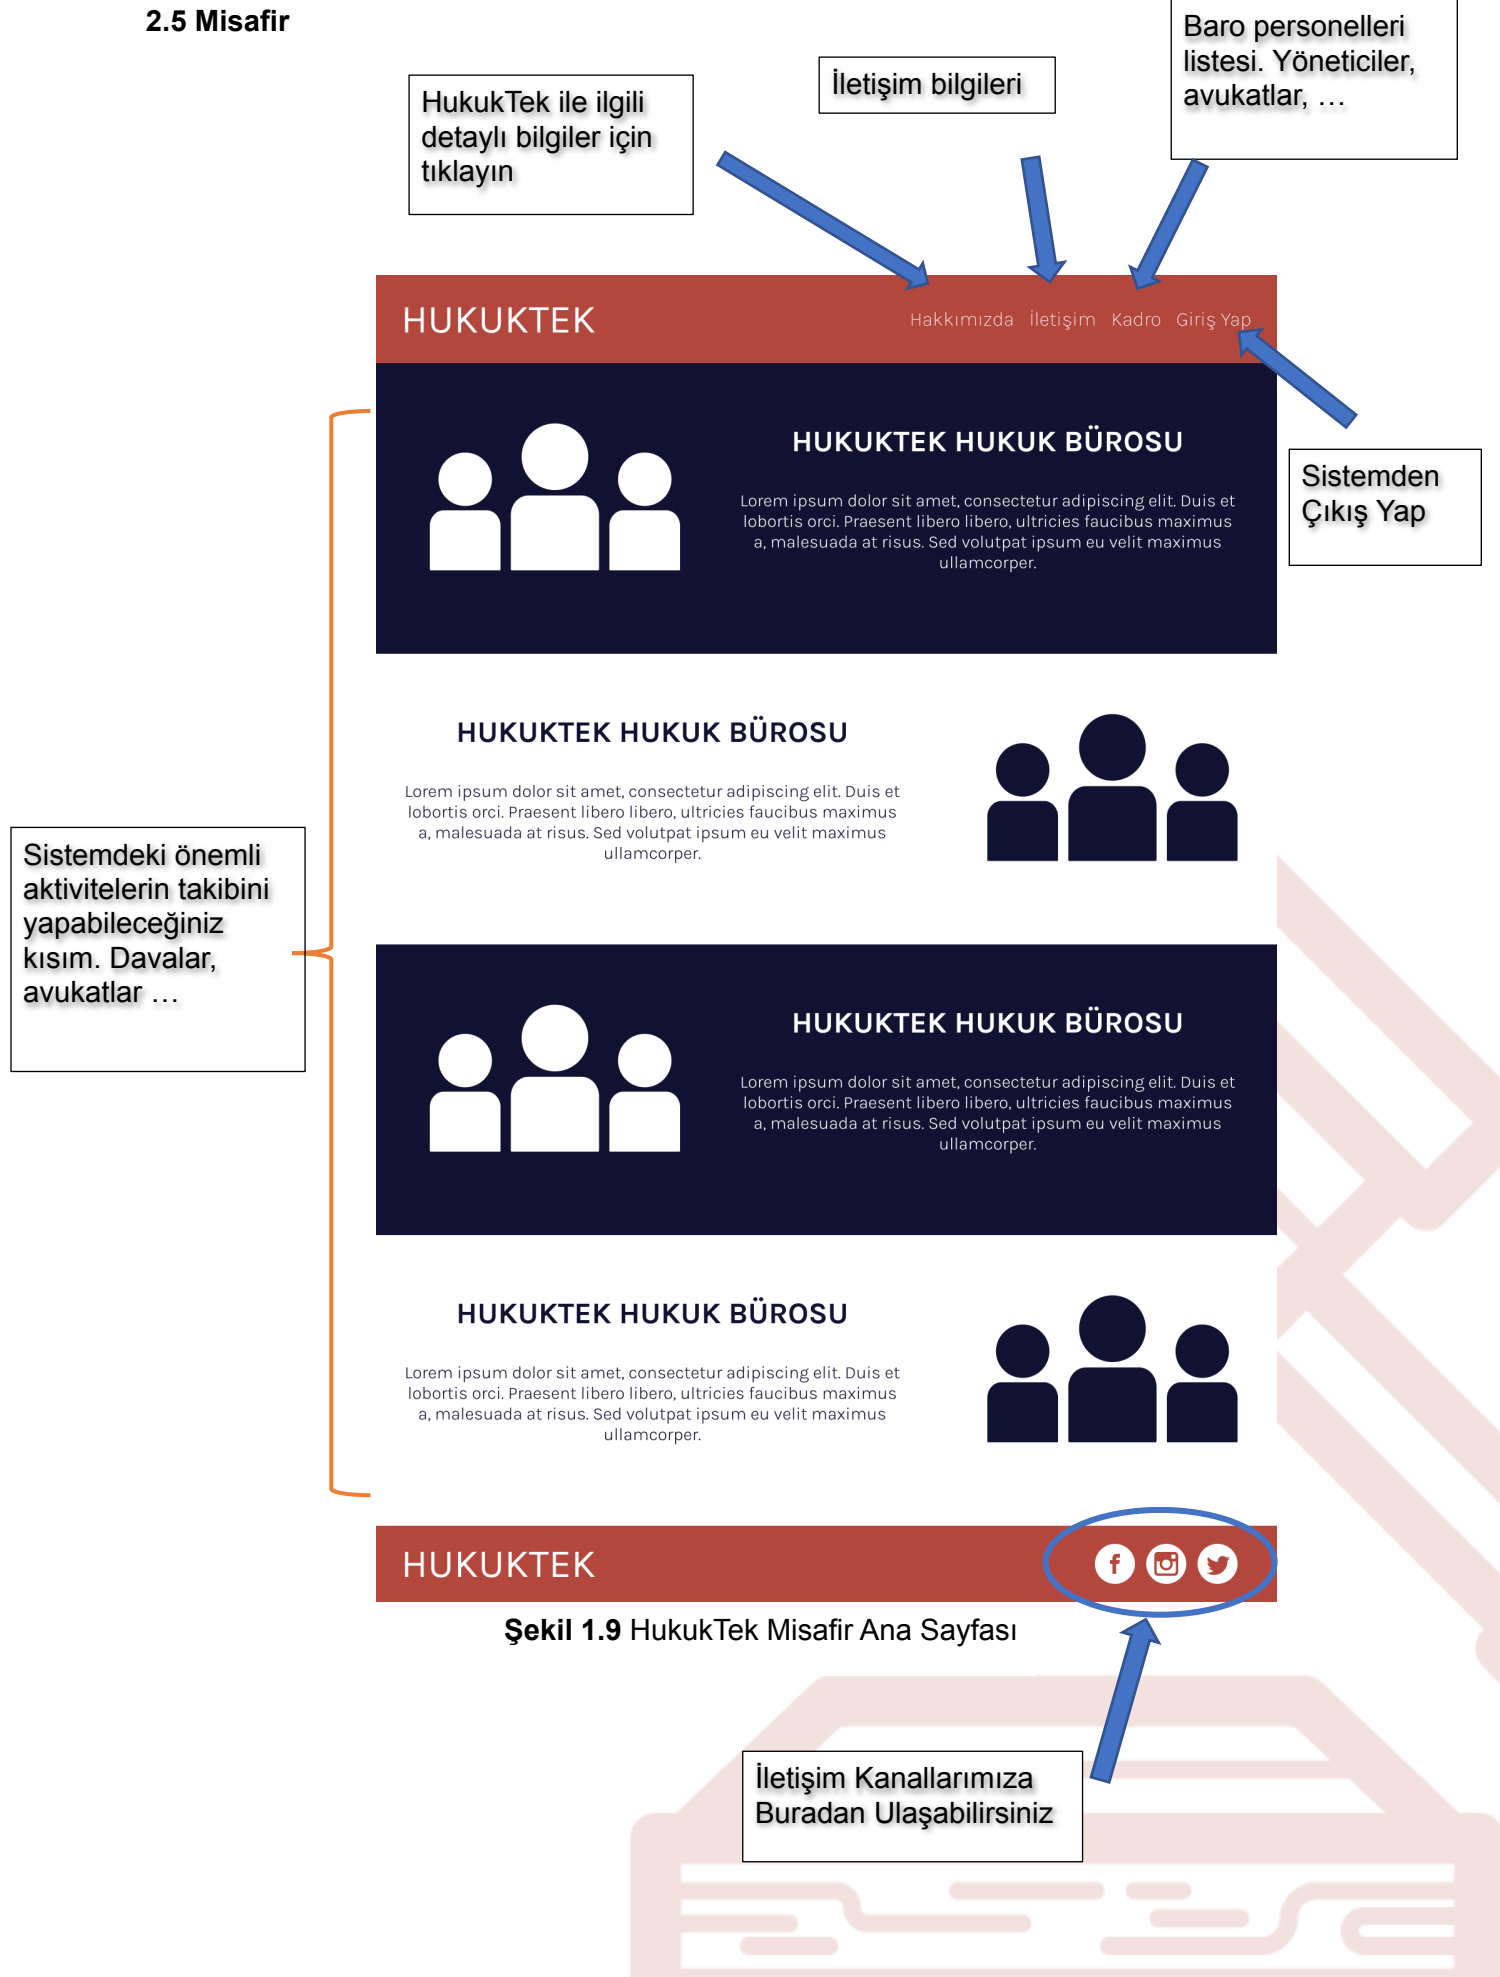 2.5 Misafir
Baro personelleri
listesi. Yöneticiler,
avukatlar, …
İletişim bilgileri
HukukTek ile ilgili
detaylı bilgiler için
tıklayın
HUKUKTEK
Hakkımızda İletişim Kadro Giriş Yap
HUKUKTEK HUKUK BÜROSU
Lorem ipsum dolor sit amet, consectetur adipiscing elit. Duis et
lobortis orci. Praesent libero libero, ultricies faucibus maximus
a, malesuada at risus. Sed volutpat ipsum eu velit maximus
ullamcorper.
Sistemden
Çıkış Yap
HUKUKTEK HUKUK BÜROSU
Lorem ipsum dolor sit amet, consectetur adipiscing elit. Duis et
lobortis orci. Praesent libero libero, ultricies faucibus maximus
a, malesuada at risus. Sed volutpat ipsum eu velit maximus
ullamcorper.
Sistemdeki önemli
aktivitelerin takibini
yapabileceğiniz
kısım. Davalar,
avukatlar …
HUKUKTEK HUKUK BÜROSU
Lorem ipsum dolor sit amet, consectetur adipiscing elit. Duis et
lobortis orci. Praesent libero libero, ultricies faucibus maximus
a, malesuada at risus. Sed volutpat ipsum eu velit maximus
ullamcorper.
HUKUKTEK HUKUK BÜROSU
Lorem ipsum dolor sit amet, consectetur adipiscing elit. Duis et
lobortis orci. Praesent libero libero, ultricies faucibus maximus
a, malesuada at risus. Sed volutpat ipsum eu velit maximus
ullamcorper.
HUKUKTEK
Şekil 1.9 HukukTek Misafir Ana Sayfası
İletişim Kanallarımıza
Buradan Ulaşabilirsiniz